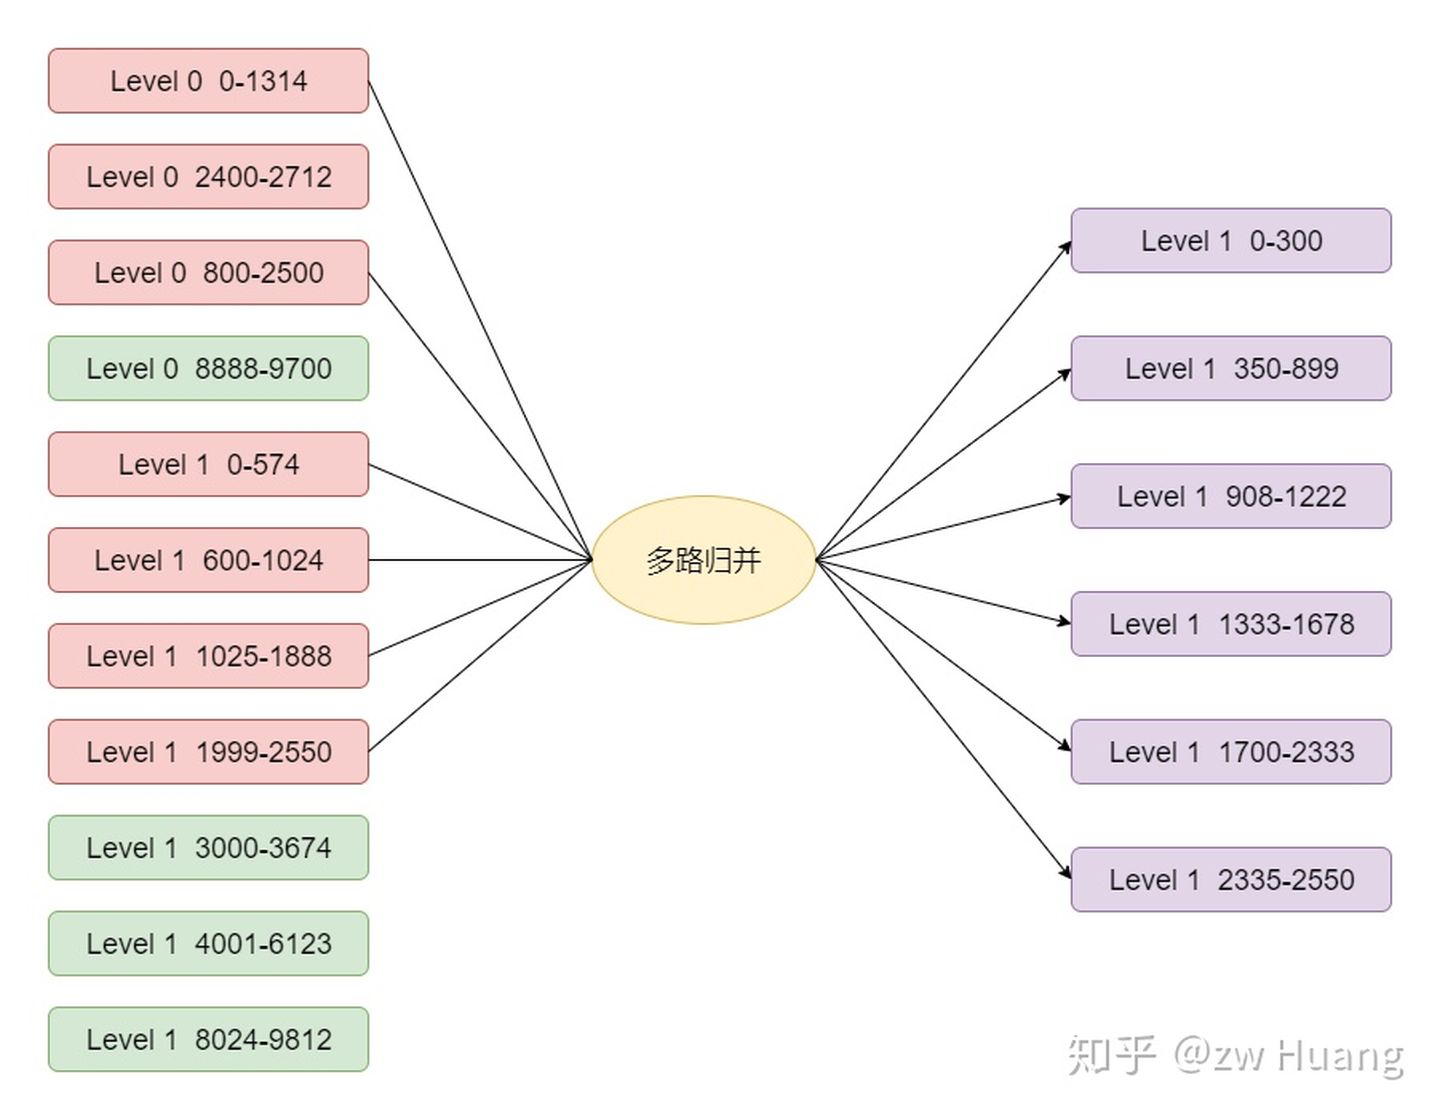 Level 0  0-1314
Level 0  2400-2712
Level 0  800-2500
Level 0  8888-9700
Level 1  0-574
Level 1  600-1024
Level 1  1025-1888
Level 1  1999-2550
Level 1  3000-3674
Level 1  4001-6123
Level 1  8024-9812
多路归并
Level 1  0-300
Level 1  350-899
Level 1  908-1222
Level 1  1333-1678
Level 1  1700-2333
Level 1  2335-2550
知乎 @zw Huang